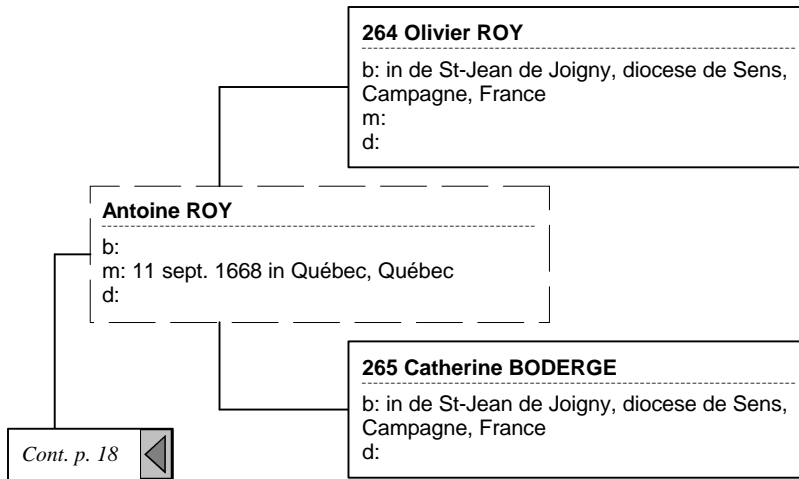 264 Olivier ROY
b: in de St-Jean de Joigny, diocese de Sens,
Campagne, France
m:
d:
Antoine ROY
b:
m: 11 sept. 1668 in Québec, Québec
d:
265 Catherine BODERGE
b: in de St-Jean de Joigny, diocese de Sens,
Campagne, France
d:
Cont. p. 18